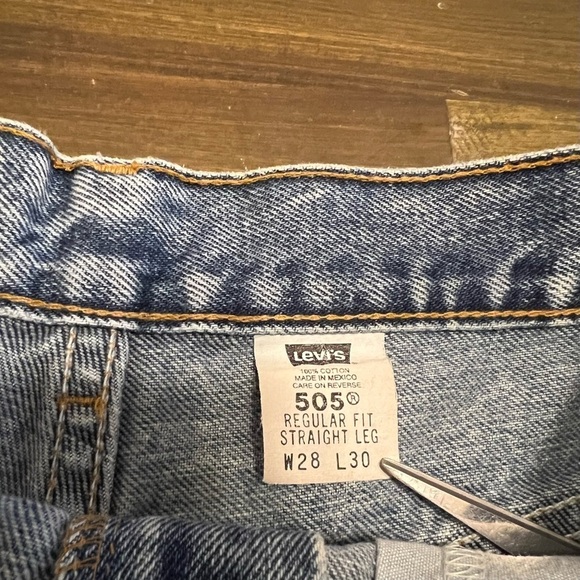 Levi's
100% COTTON
MADE IN MEXICO
CARE ON REVERSE
505®
REGULAR FIT
STRAIGHT LEG
W28 L30